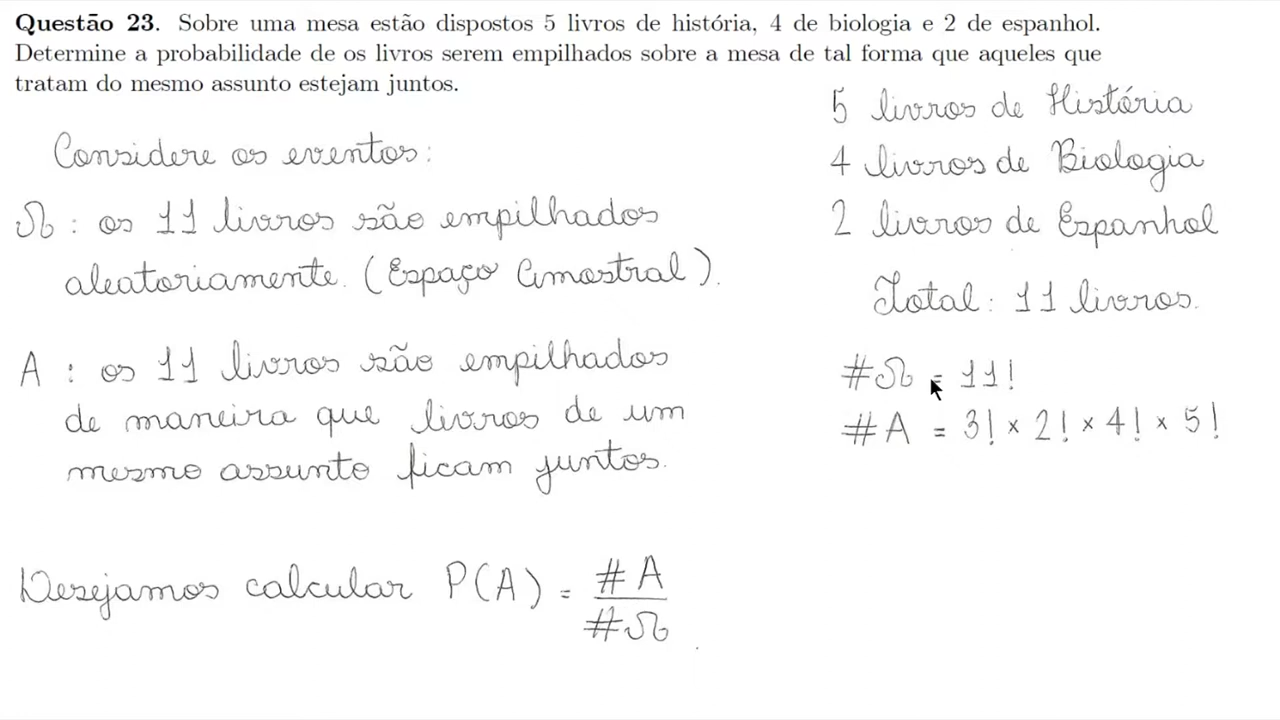 Questão 23. Sobre uma mesa estão dispostos 5 livros de história, 4 de biologia e 2 de espanhol.
Determine a probabilidade de os livros serem empilhados sobre a mesa de tal forma que aqueles que
tratam do mesmo assunto estejam juntos.
Considere os eventos:
Ω : os 11 livros são empilhados
aleatoriamente. (Espaço Amostral).
A : os 11 livros são empilhados
de maneira que livros de um
mesmo assunto ficam juntos.
Desejamos calcular P(A) = #A / #Ω .
5 livros de História
4 livros de Biologia
2 livros de Espanhol
Total: 11 livros.
#Ω = 11!
#A = 3! × 2! × 4! × 5!